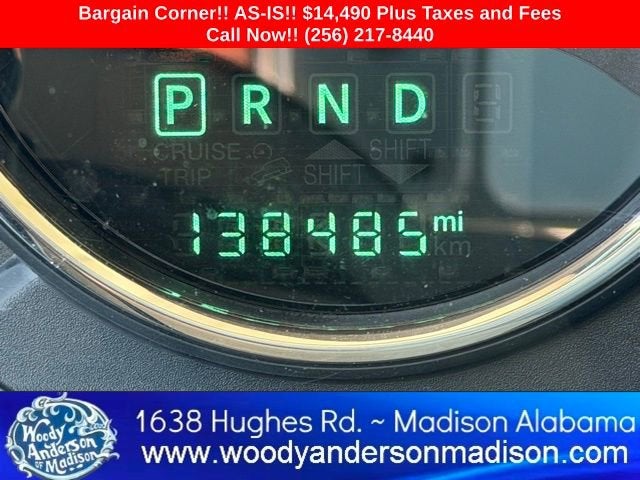 Bargain Corner!! AS-IS!! $14,490 Plus Taxes and Fees
Call Now!! (256) 217-8440
P R N D
CRUISE SHIFT
TRIP SHIFT
138485 mi
km
Woody
Anderson
OF Madison
1638 Hughes Rd. ~ Madison Alabama
www.woodyandersonmadison.com